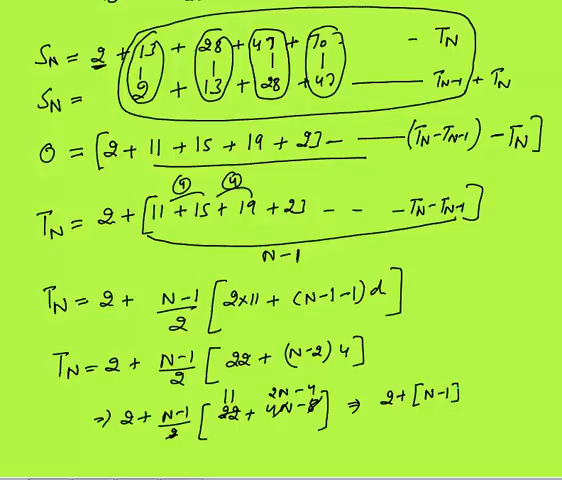 S_N = 2 + 13 + 28 + 47 + 70 - T_N
S_N = 2 + 13 + 28 + 47 —— T_{N-1} + T_N
0 = [2 + 11 + 15 + 19 + 23 - —— (T_N - T_{N-1}) - T_N]
4 4
T_N = 2 + [11 + 15 + 19 + 23 - - - T_N - T_{N-1}]
N-1
T_N = 2 + N-1/2 [2×11 + (N-1-1)d]
T_N = 2 + N-1/2 [22 + (N-2)4]
11 2N-4
⇒ 2 + N-1/2 [22 + 4N-8] ⇒ 2 + [N-1]